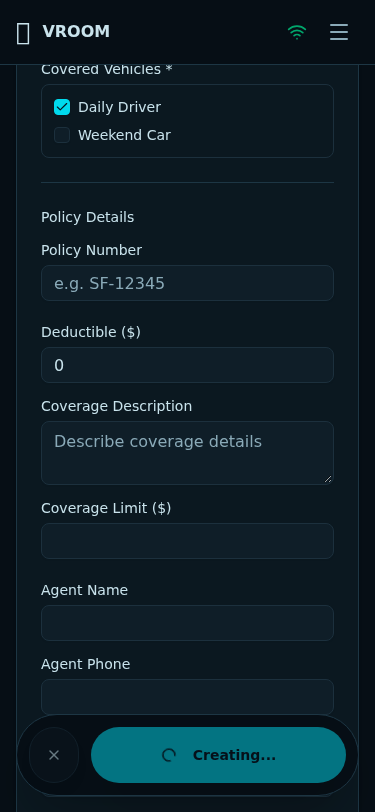 VROOM
Covered Vehicles *
Daily Driver
Weekend Car
Policy Details
Policy Number
e.g. SF-12345
Deductible ($)
0
Coverage Description
Describe coverage details
Coverage Limit ($)
Agent Name
Agent Phone
Creating...